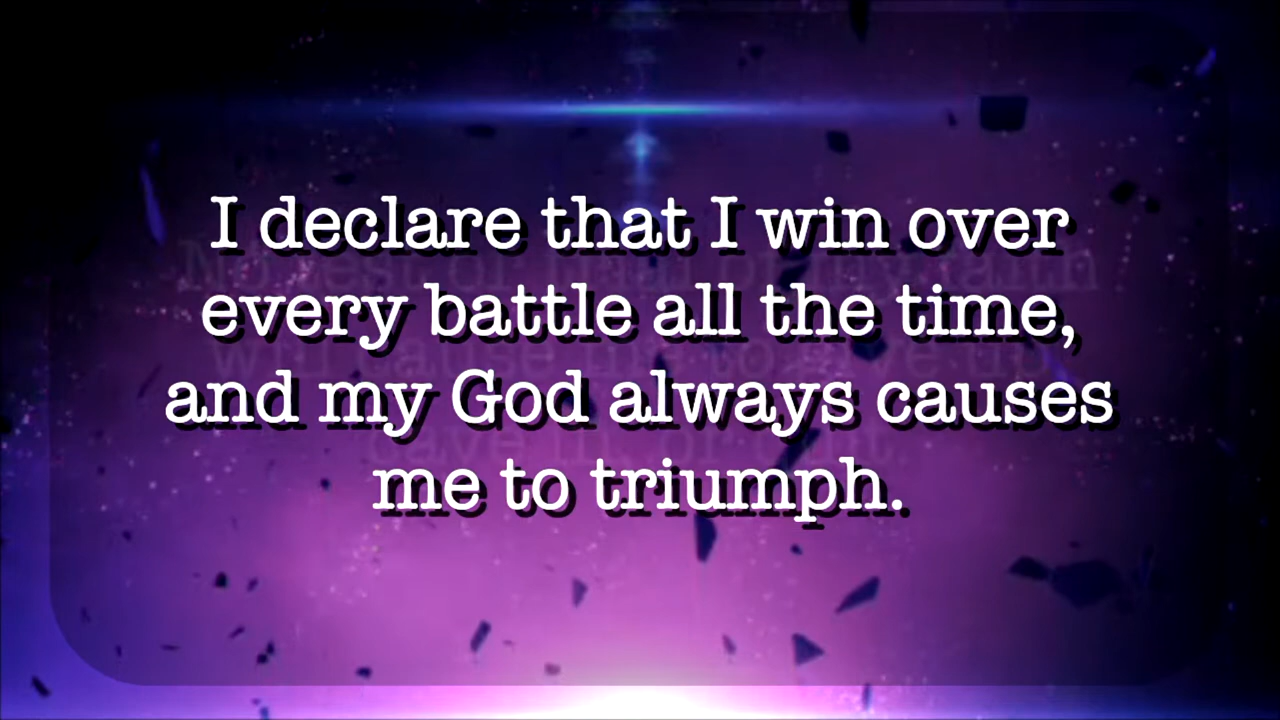 I declare that I win over
every battle all the time,
and my God always causes
me to triumph.